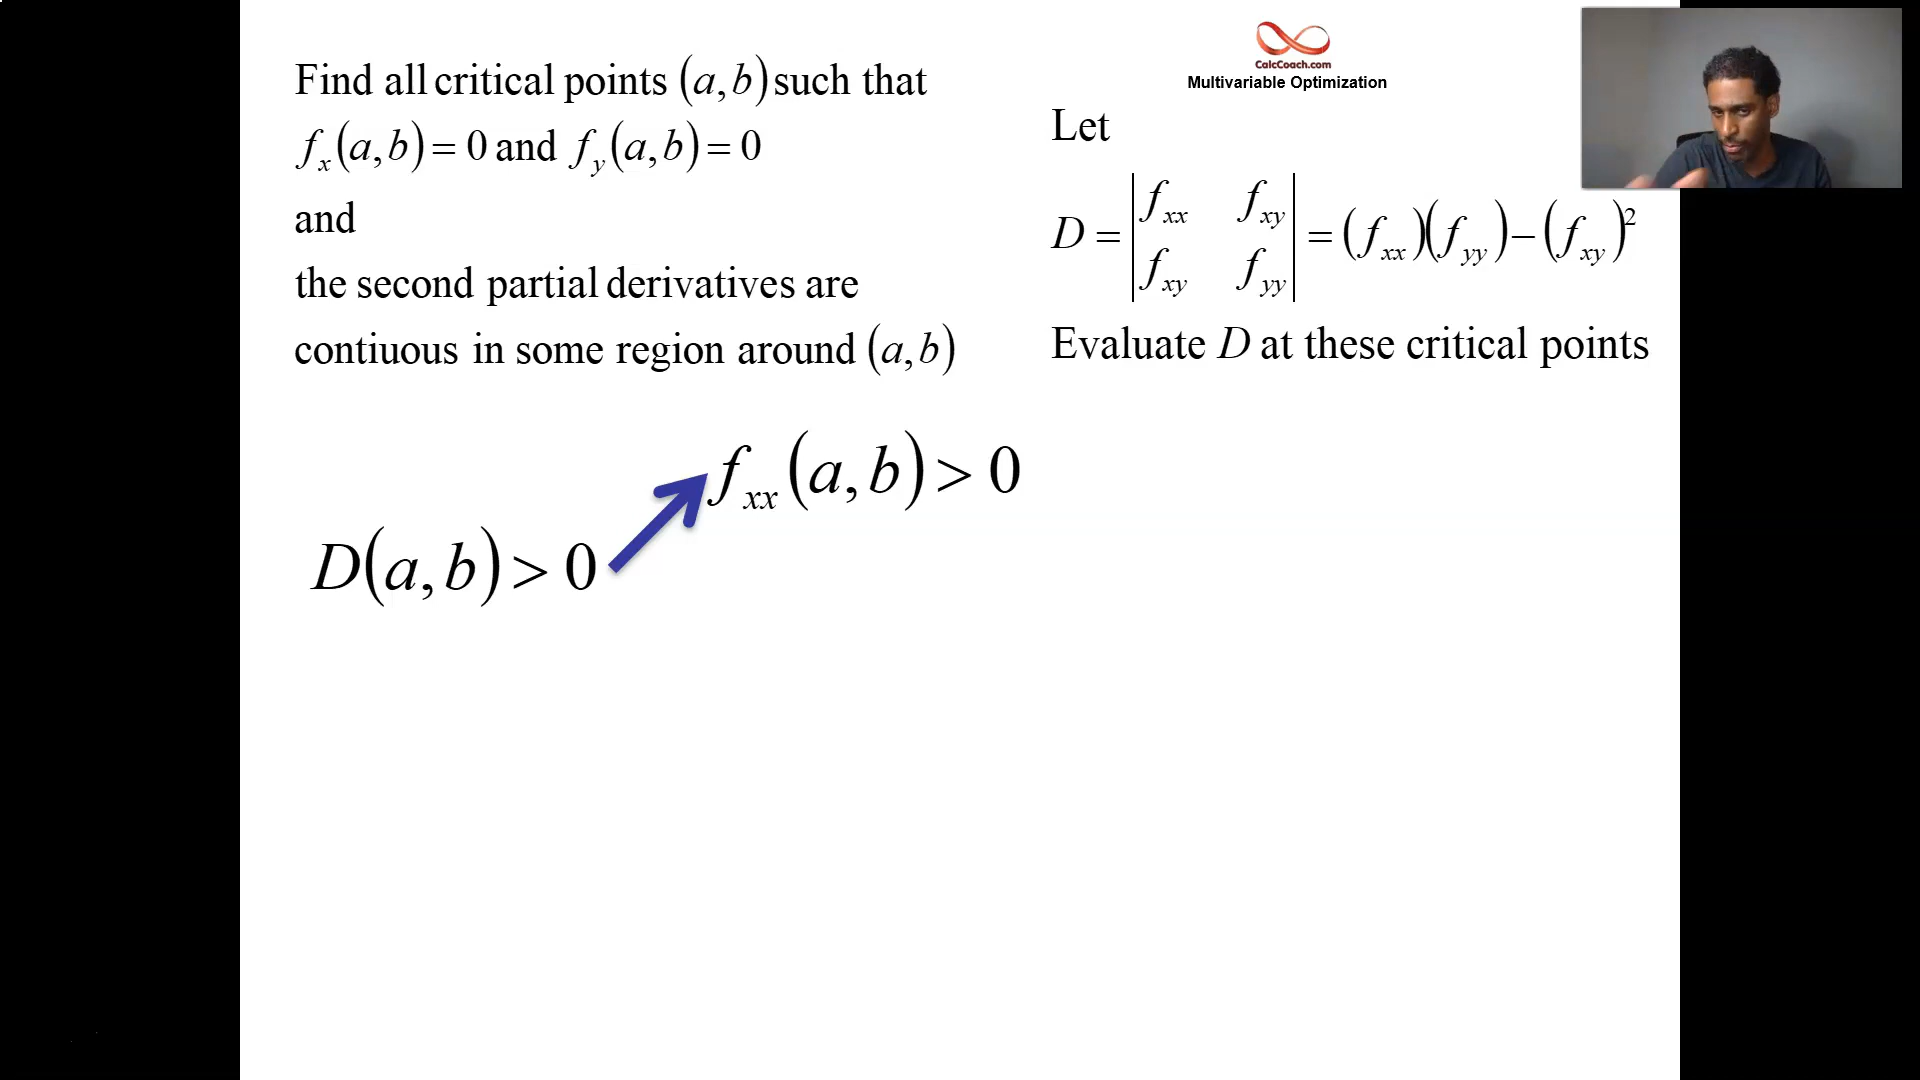 Find all critical points (a,b) such that
f_x(a,b) = 0 and f_y(a,b) = 0
and
the second partial derivatives are
contiuous in some region around (a,b)
CalcCoach.com
Multivariable Optimization
Let
D = |f_xx f_xy|
|f_xy f_yy| = (f_xx)(f_yy) − (f_xy)²
Evaluate D at these critical points
f_xx(a,b) > 0
D(a,b) > 0